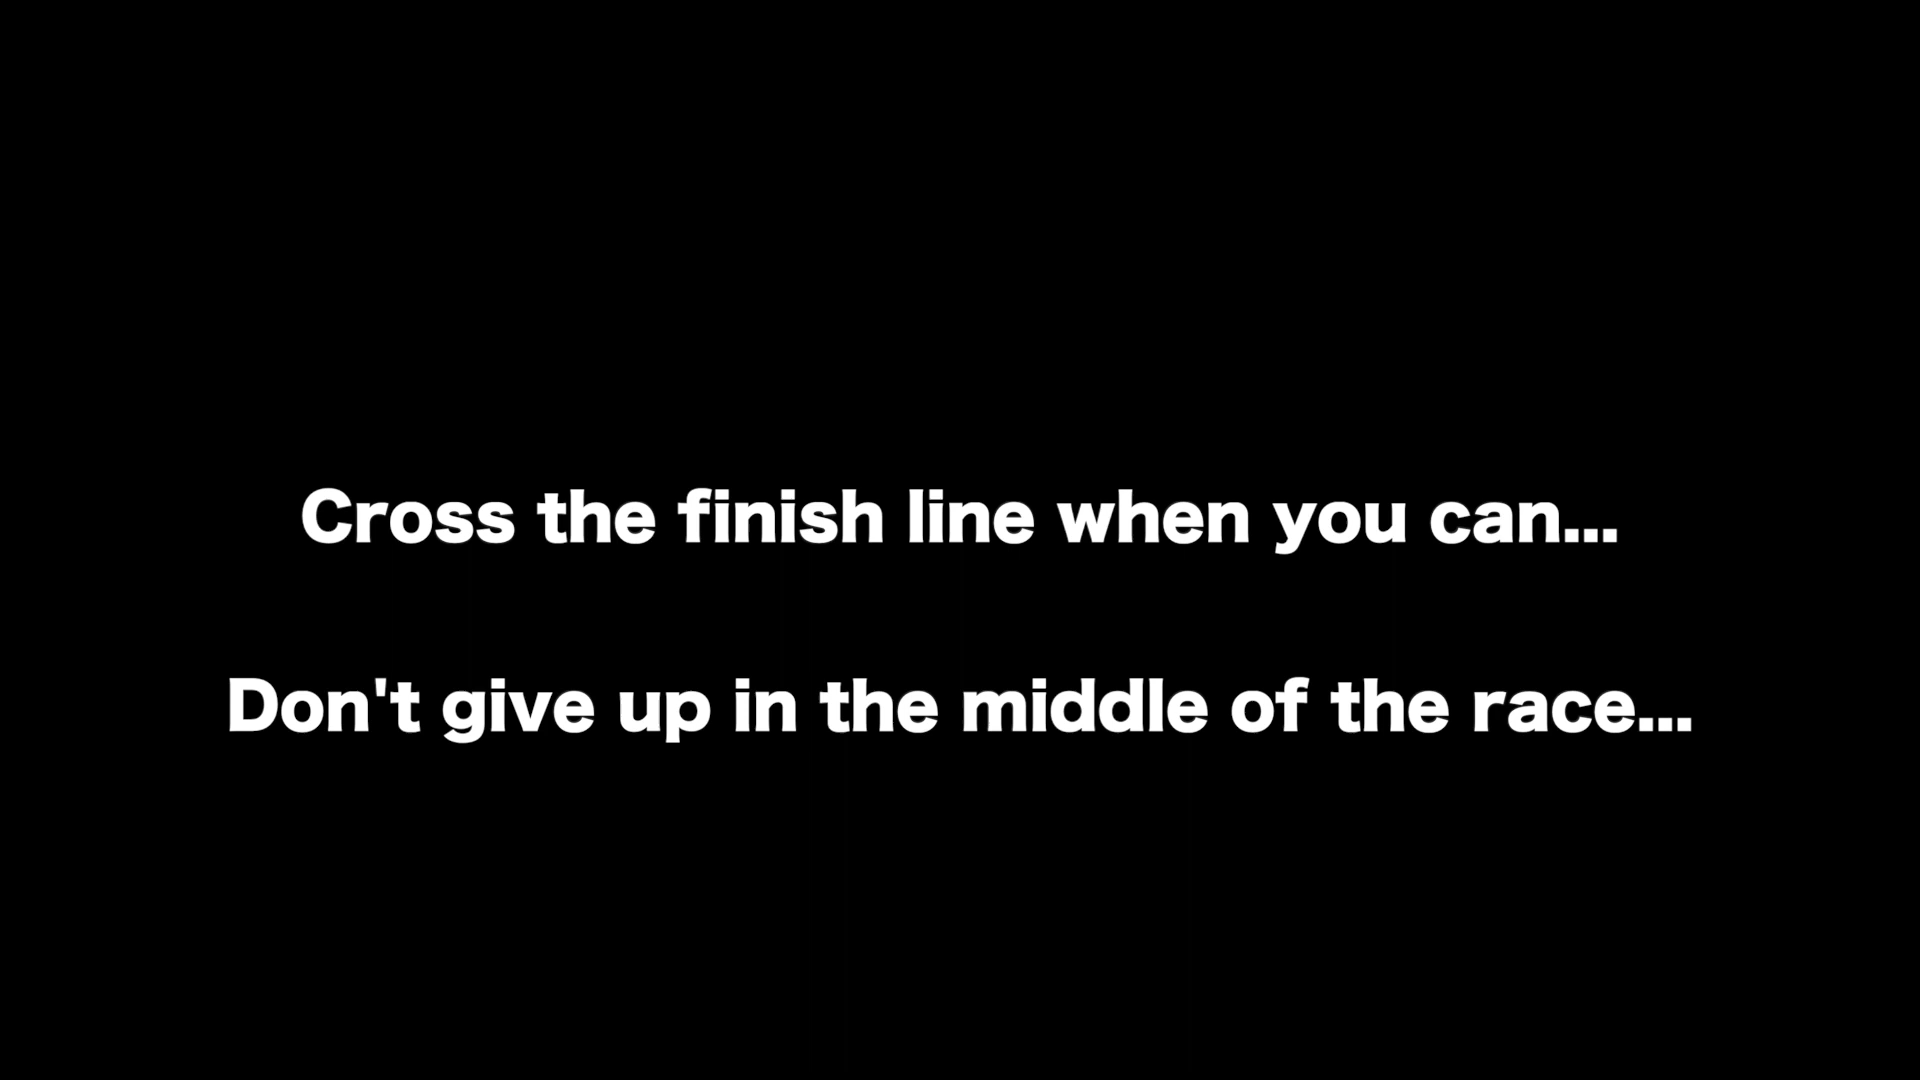 Cross the finish line when you can...
Don't give up in the middle of the race...